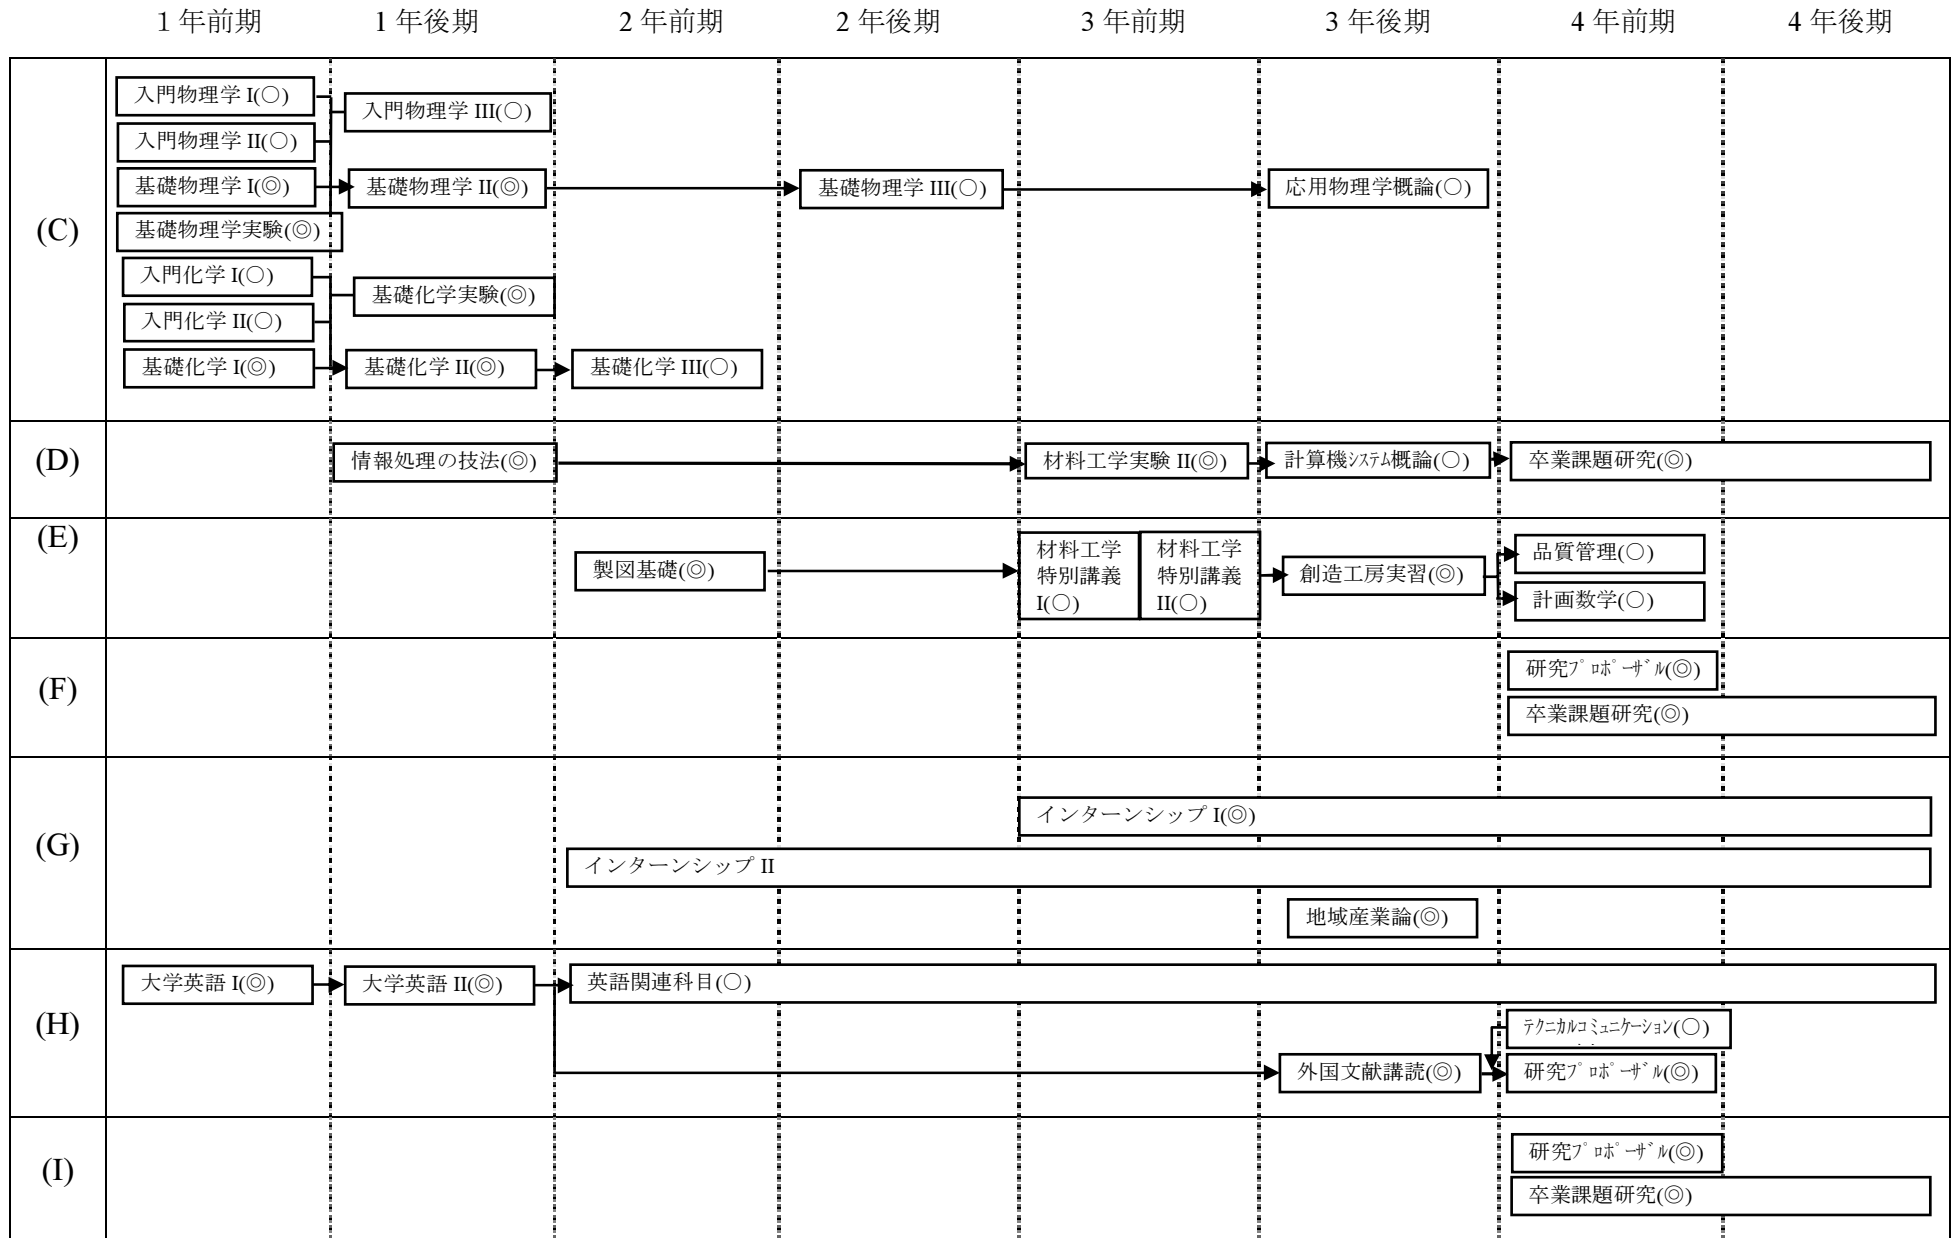 1 年前期 1 年後期 2 年前期 2 年後期 3 年前期 3 年後期 4 年前期 4 年後期
(C)
入門物理学 I(○)
入門物理学 III(○)
入門物理学 II(○)
基礎物理学 I(◎)
基礎物理学 II(◎)
基礎物理学 III(○)
応用物理学概論(○)
基礎物理学実験(◎)
入門化学 I(○)
基礎化学実験(◎)
入門化学 II(○)
基礎化学 I(◎)
基礎化学 II(◎)
基礎化学 III(○)
(D)
情報処理の技法(◎)
材料工学実験 II(◎)
計算機ｼｽﾃﾑ概論(○)
卒業課題研究(◎)
(E)
製図基礎(◎)
材料工学
特別講義
I(○)
材料工学
特別講義
II(○)
創造工房実習(◎)
品質管理(○)
計画数学(○)
(F)
研究ﾌﾟﾛﾎﾟｰｻﾞﾙ(◎)
卒業課題研究(◎)
(G)
インターンシップ I(◎)
インターンシップ II
地域産業論(◎)
(H)
大学英語 I(◎)
大学英語 II(◎)
英語関連科目(○)
ﾃｸﾆｶﾙｺﾐｭﾆｹｰｼｮﾝ(○)
外国文献講読(◎)
研究ﾌﾟﾛﾎﾟｰｻﾞﾙ(◎)
(I)
研究ﾌﾟﾛﾎﾟｰｻﾞﾙ(◎)
卒業課題研究(◎)